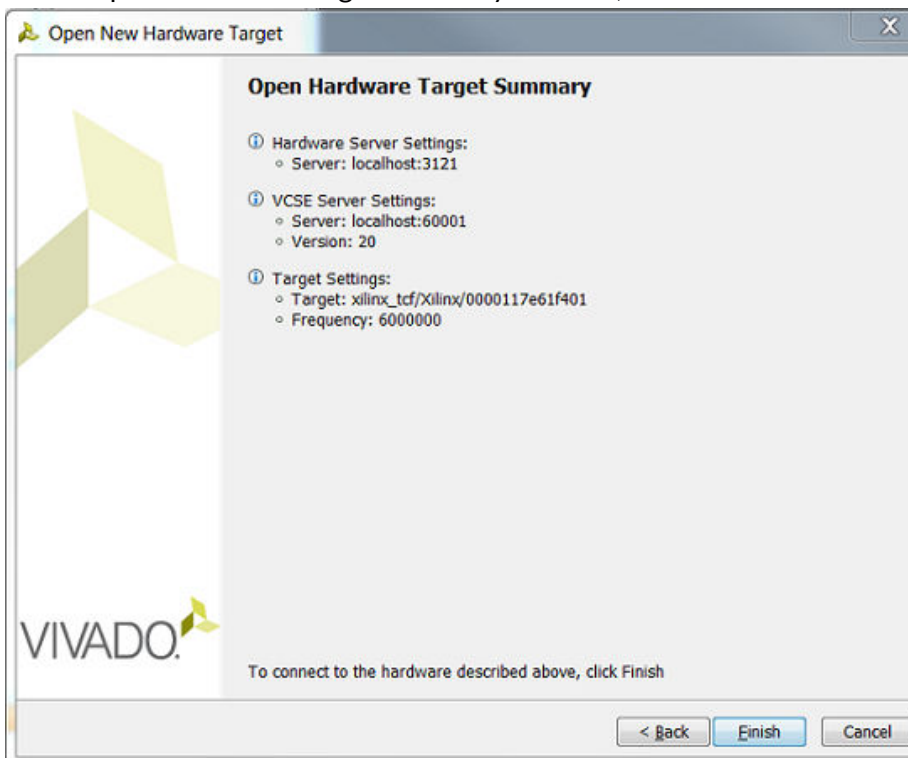 Open New Hardware Target
Open Hardware Target Summary
Hardware Server Settings:
Server: localhost:3121
VCSE Server Settings:
Server: localhost:60001
Version: 20
Target Settings:
Target: xilinx_tcf/Xilinx/0000117e61f401
Frequency: 6000000
VIVADO.
To connect to the hardware described above, click Finish
< Back Finish Cancel